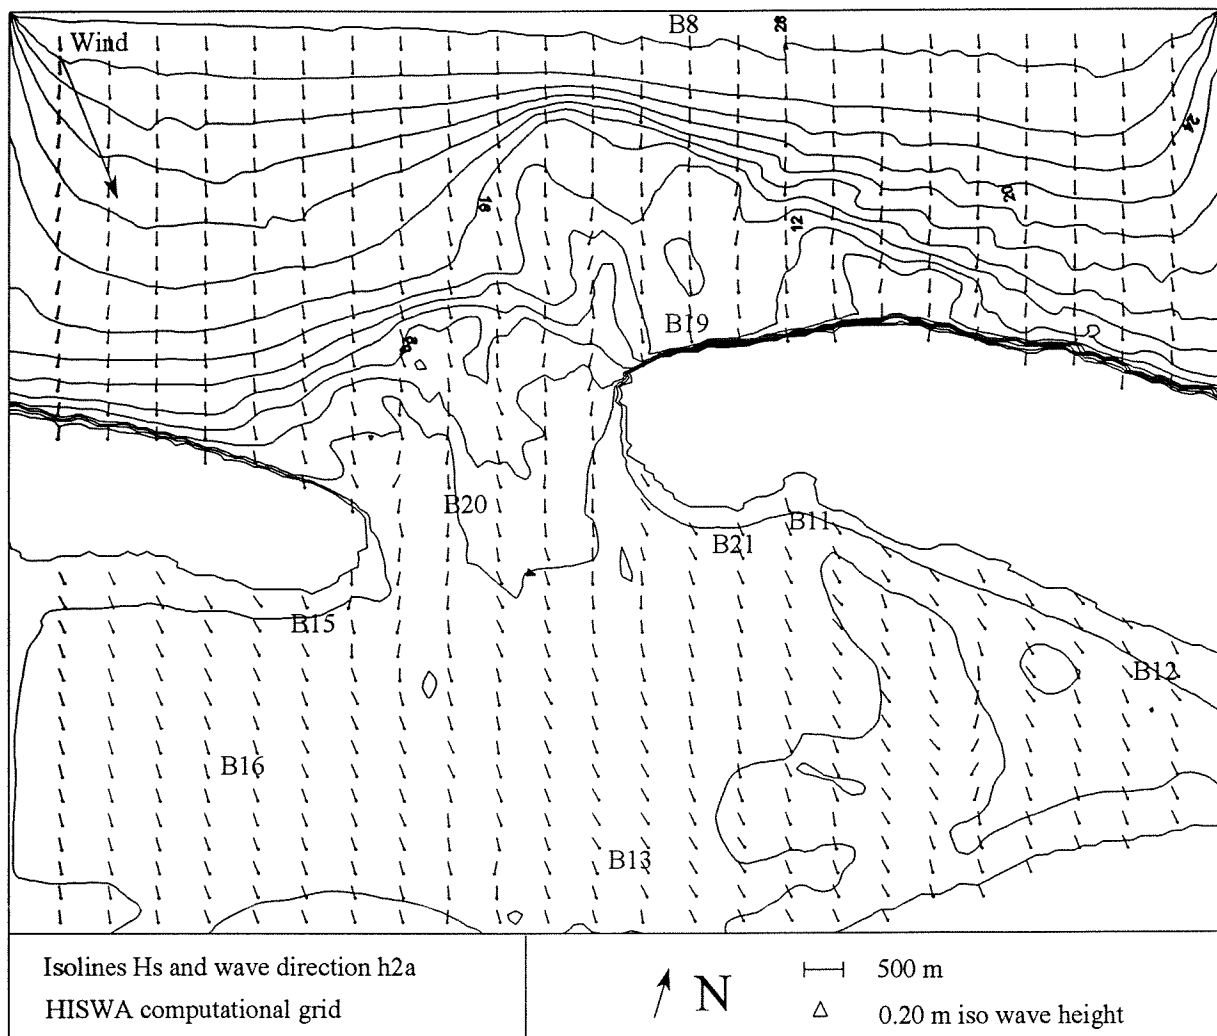 B8
28
Wind
24
20
16
12
B19
B20
B11
B21
B15
B12
B16
B13
Isolines Hs and wave direction h2a
HISWA computational grid
N
500 m
0.20 m iso wave height